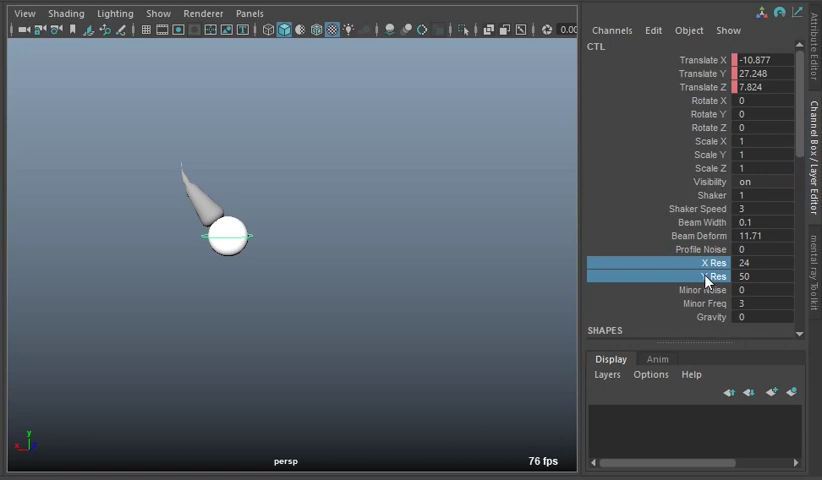 View Shading Lighting Show Renderer Panels
0.00
Channels Edit Object Show
CTL
Translate X -10.877
Translate Y 27.248
Translate Z 7.824
Rotate X 0
Rotate Y 0
Rotate Z 0
Scale X 1
Scale Y 1
Scale Z 1
Visibility on
Shaker 1
Shaker Speed 3
Beam Width 0.1
Beam Deform 11.71
Profile Noise 0
X Res 24
Y Res 50
Minor Noise 0
Minor Freq 3
Gravity 0
SHAPES
Display Anim
Layers Options Help
Attribute Editor
Channel Box / Layer Editor
mental ray Toolkit
y
x
persp
76 fps